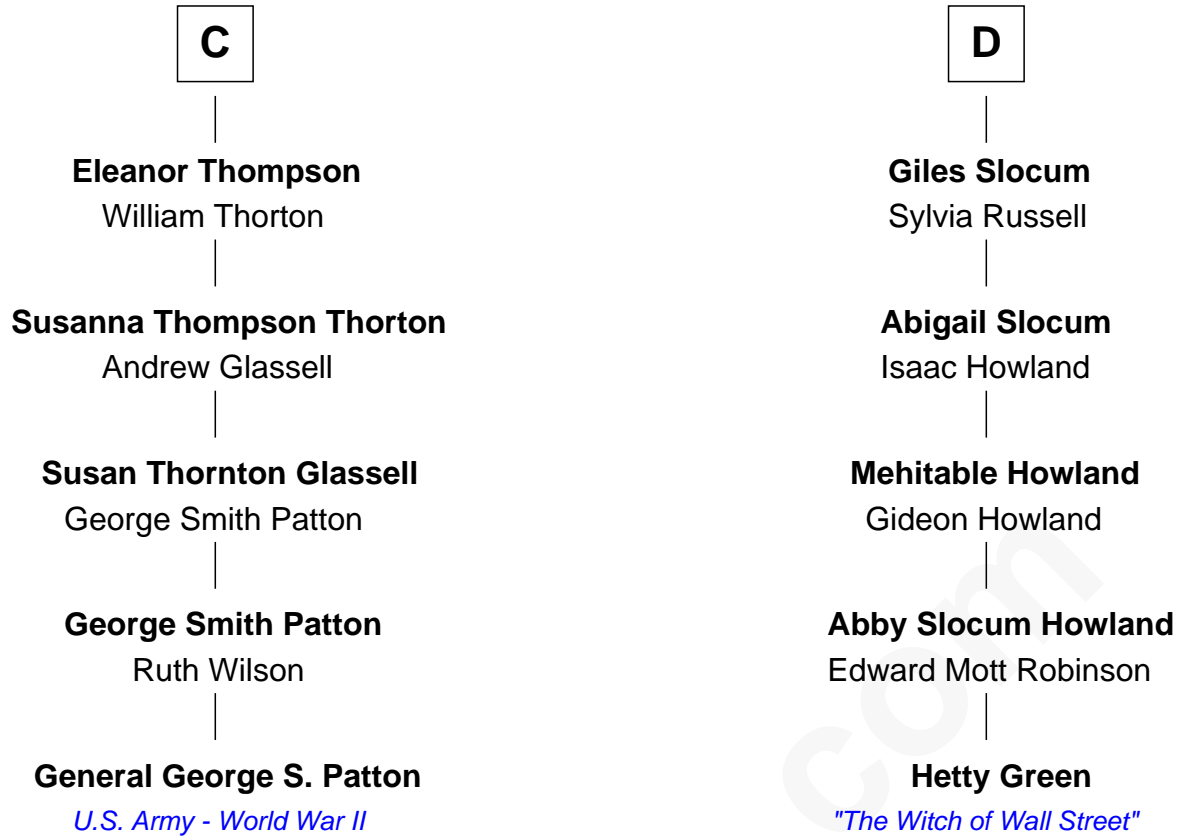 C
Eleanor Thompson
William Thorton
Susanna Thompson Thorton
Andrew Glassell
Susan Thornton Glassell
George Smith Patton
George Smith Patton
Ruth Wilson
General George S. Patton
U.S. Army - World War II
D
Giles Slocum
Sylvia Russell
Abigail Slocum
Isaac Howland
Mehitable Howland
Gideon Howland
Abby Slocum Howland
Edward Mott Robinson
Hetty Green
"The Witch of Wall Street"
com